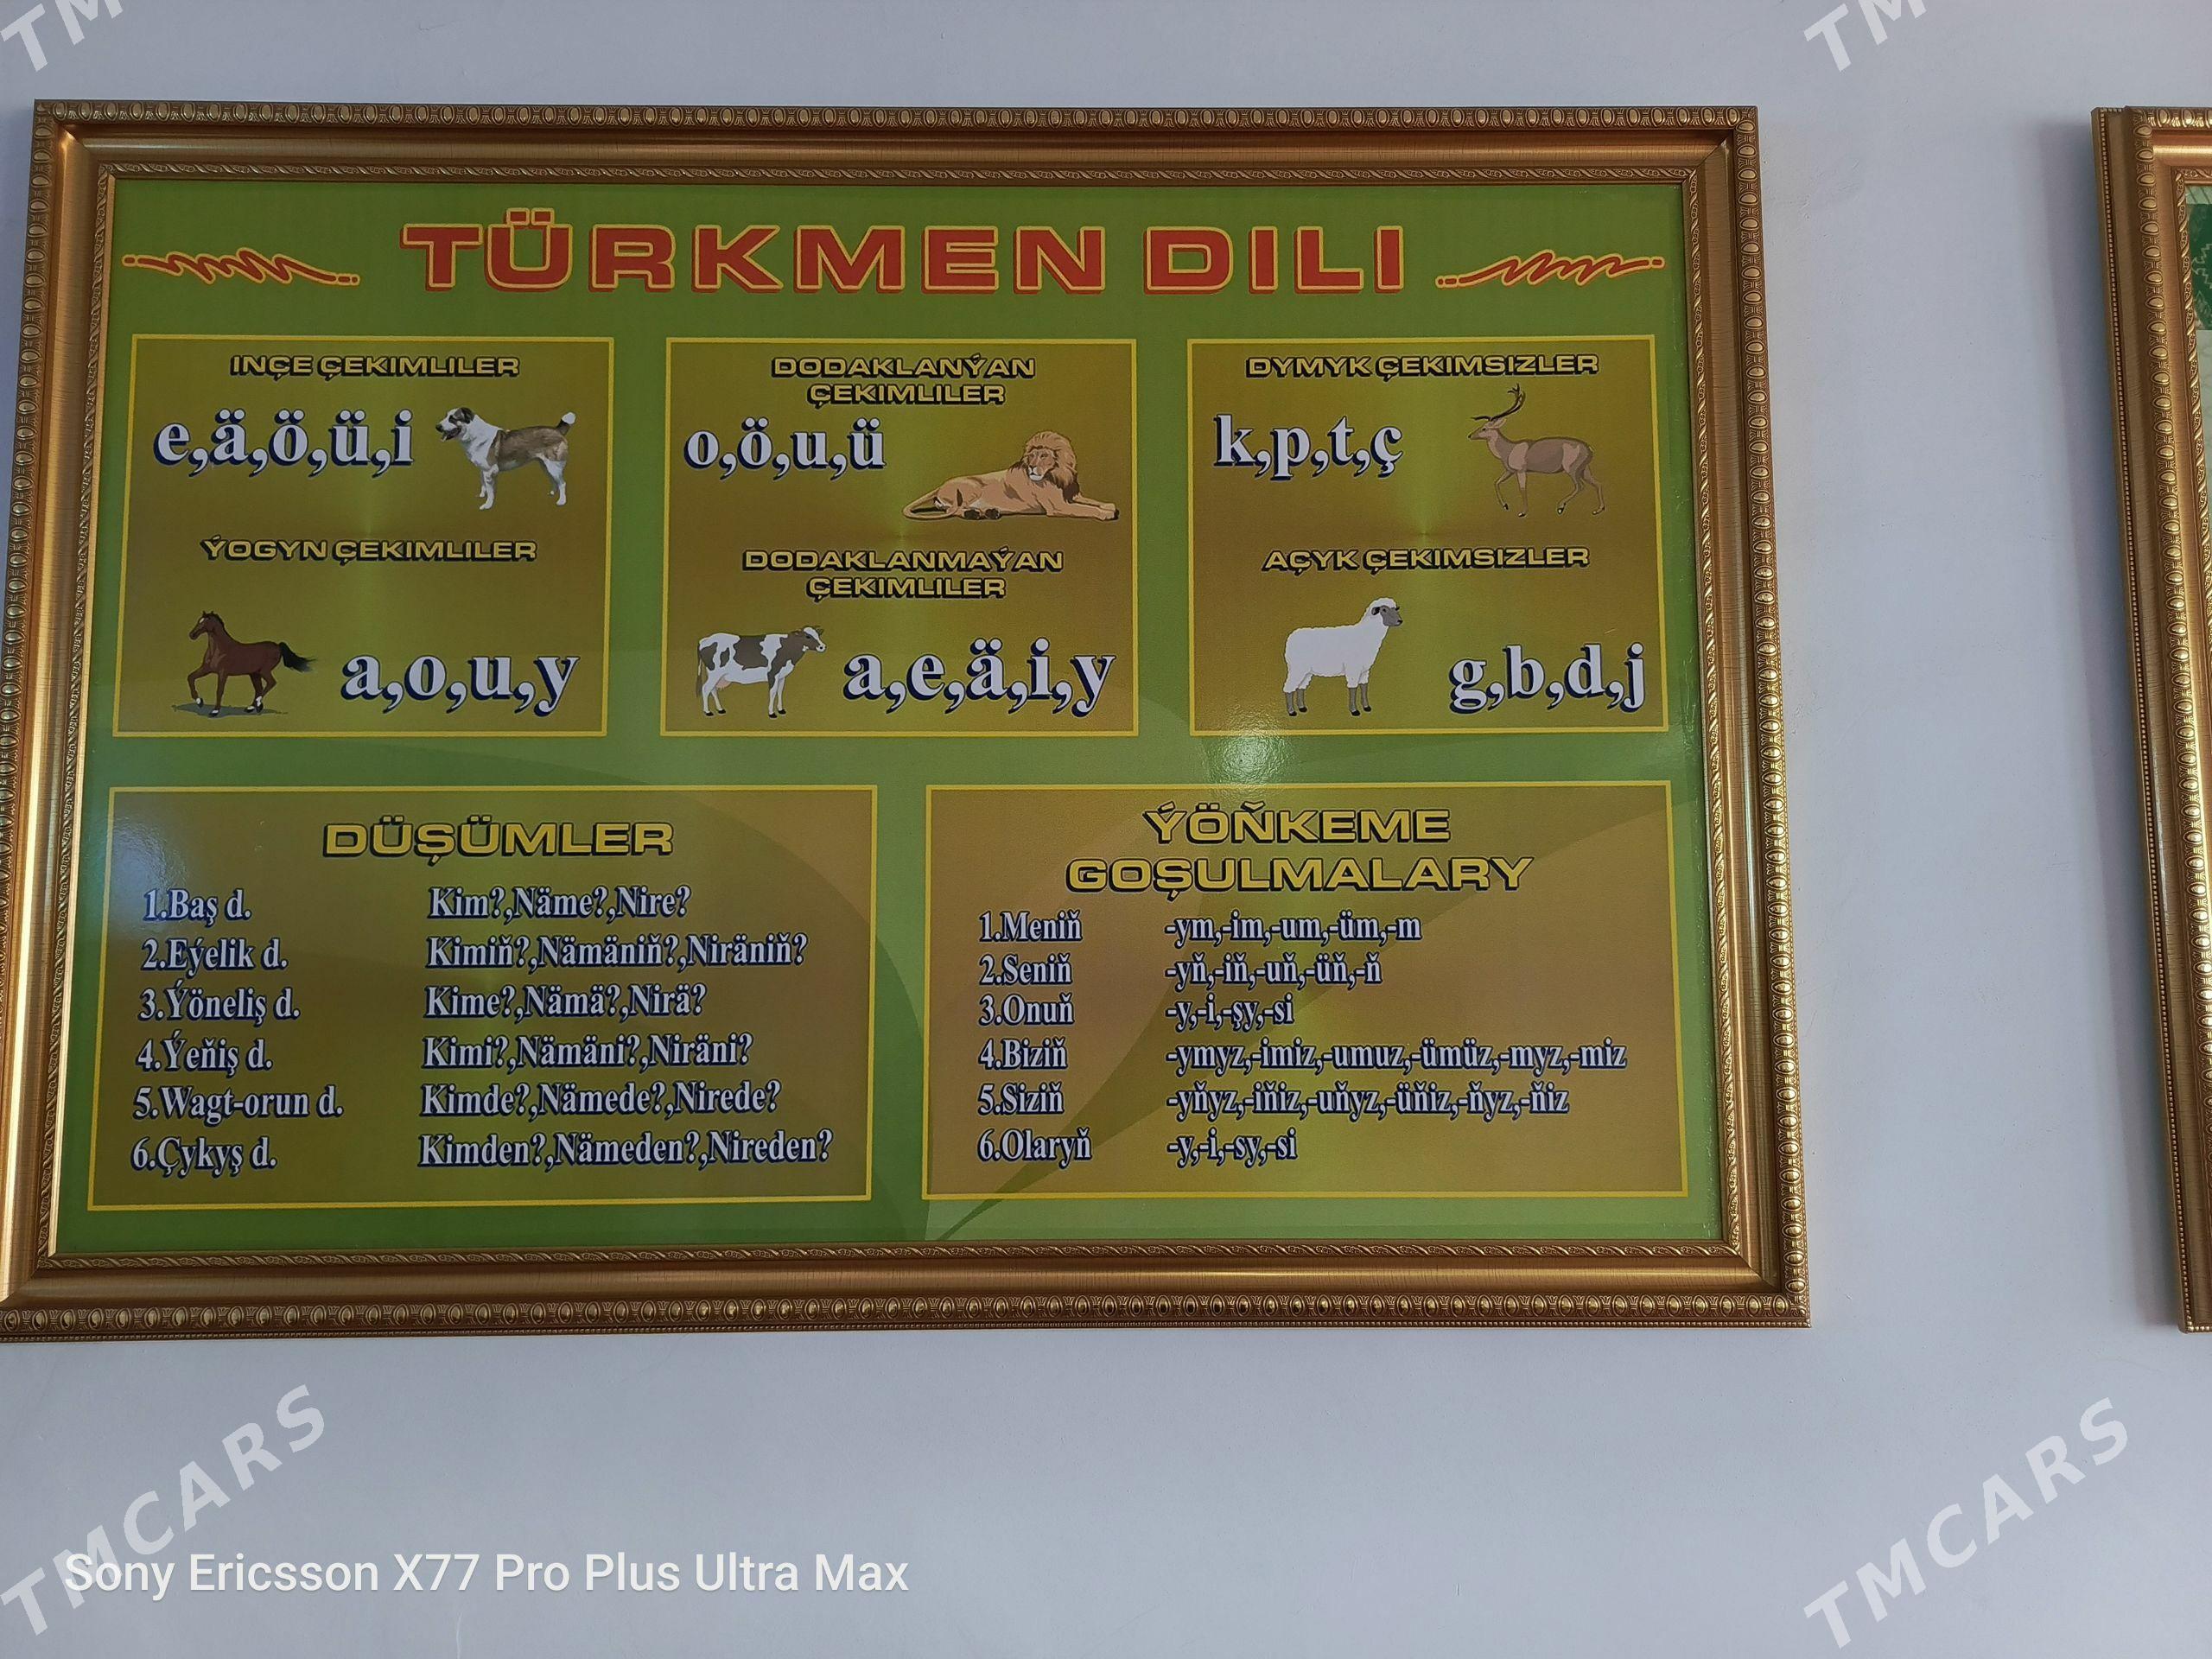 TÜRKMEN DILI
INÇE ÇEKIMLILER
e,ä,ö,ü,i
ÝOGYN ÇEKIMLILER
a,o,u,y
DODAKLANÝAN
ÇEKIMLILER
o,ö,u,ü
DODAKLANMAÝAN
ÇEKIMLILER
a,e,ä,i,y
DYMYK ÇEKIMSIZLER
k,p,t,ç
AÇYK ÇEKIMSIZLER
g,b,d,j
DÜŞÜMLER
1.Baş d. Kim?,Näme?,Nire?
2.Eýelik d. Kimiň?,Nämäniň?,Niräniň?
3.Ýöneliş d. Kime?,Nämä?,Nirä?
4.Ýeňiş d. Kimi?,Nämäni?,Niräni?
5.Wagt-orun d. Kimde?,Nämede?,Nirede?
6.Çykyş d. Kimden?,Nämeden?,Nireden?
ÝÖŇKEME
GOŞULMALARY
1.Meniň -ym,-im,-um,-üm,-m
2.Seniň -yň,-iň,-uň,-üň,-ň
3.Onuň -y,-i,-şy,-si
4.Biziň -ymyz,-imiz,-umuz,-ümüz,-myz,-miz
5.Siziň -yňyz,-iňiz,-uňyz,-üňiz,-ňyz,-ňiz
6.Olaryň -y,-i,-sy,-si
TMCARS
Sony Ericsson X77 Pro Plus Ultra Max
TMCARS